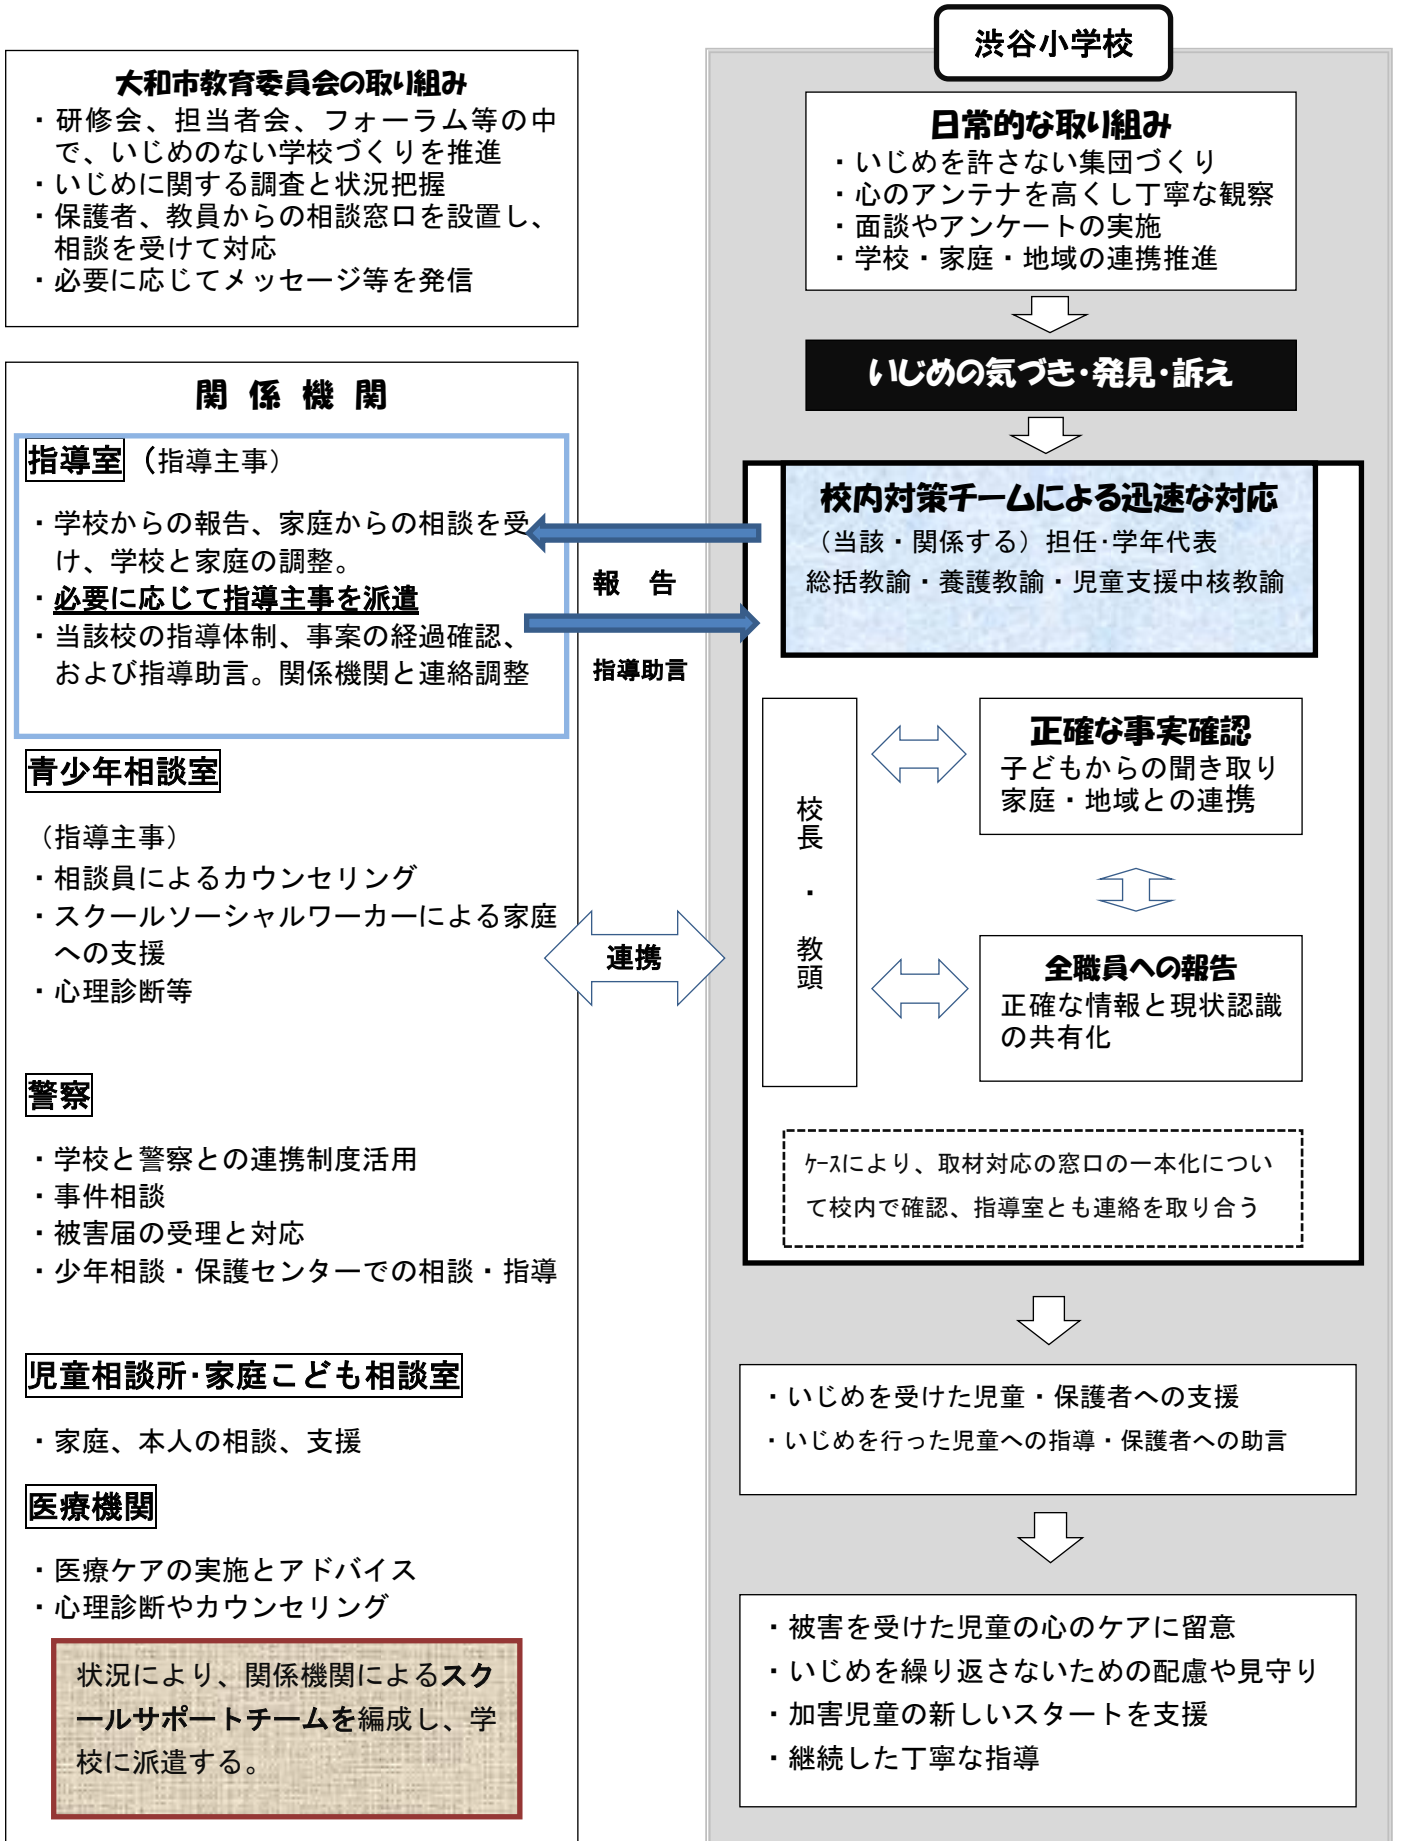 渋谷小学校
大和市教育委員会の取り組み
・研修会、担当者会、フォーラム等の中
で、いじめのない学校づくりを推進
・いじめに関する調査と状況把握
・保護者、教員からの相談窓口を設置し、
相談を受けて対応
・必要に応じてメッセージ等を発信
関係機関
指導室（指導主事）
・学校からの報告、家庭からの相談を受
け、学校と家庭の調整。
・必要に応じて指導主事を派遣
・当該校の指導体制、事案の経過確認、
および指導助言。関係機関と連絡調整
青少年相談室
（指導主事）
・相談員によるカウンセリング
・スクールソーシャルワーカーによる家庭
への支援
・心理診断等
警察
・学校と警察との連携制度活用
・事件相談
・被害届の受理と対応
・少年相談・保護センターでの相談・指導
児童相談所・家庭こども相談室
・家庭、本人の相談、支援
医療機関
・医療ケアの実施とアドバイス
・心理診断やカウンセリング
状況により、関係機関によるスク
ールサポートチームを編成し、学
校に派遣する。
報　告
指導助言
連携
日常的な取り組み
・いじめを許さない集団づくり
・心のアンテナを高くし丁寧な観察
・面談やアンケートの実施
・学校・家庭・地域の連携推進
いじめの気づき・発見・訴え
校内対策チームによる迅速な対応
（当該・関係する）担任・学年代表
総括教諭・養護教諭・児童支援中核教諭
校長・教頭
正確な事実確認
子どもからの聞き取り
家庭・地域との連携
全職員への報告
正確な情報と現状認識
の共有化
ｹｰｽにより、取材対応の窓口の一本化につい
て校内で確認、指導室とも連絡を取り合う
・いじめを受けた児童・保護者への支援
・いじめを行った児童への指導・保護者への助言
・被害を受けた児童の心のケアに留意
・いじめを繰り返さないための配慮や見守り
・加害児童の新しいスタートを支援
・継続した丁寧な指導